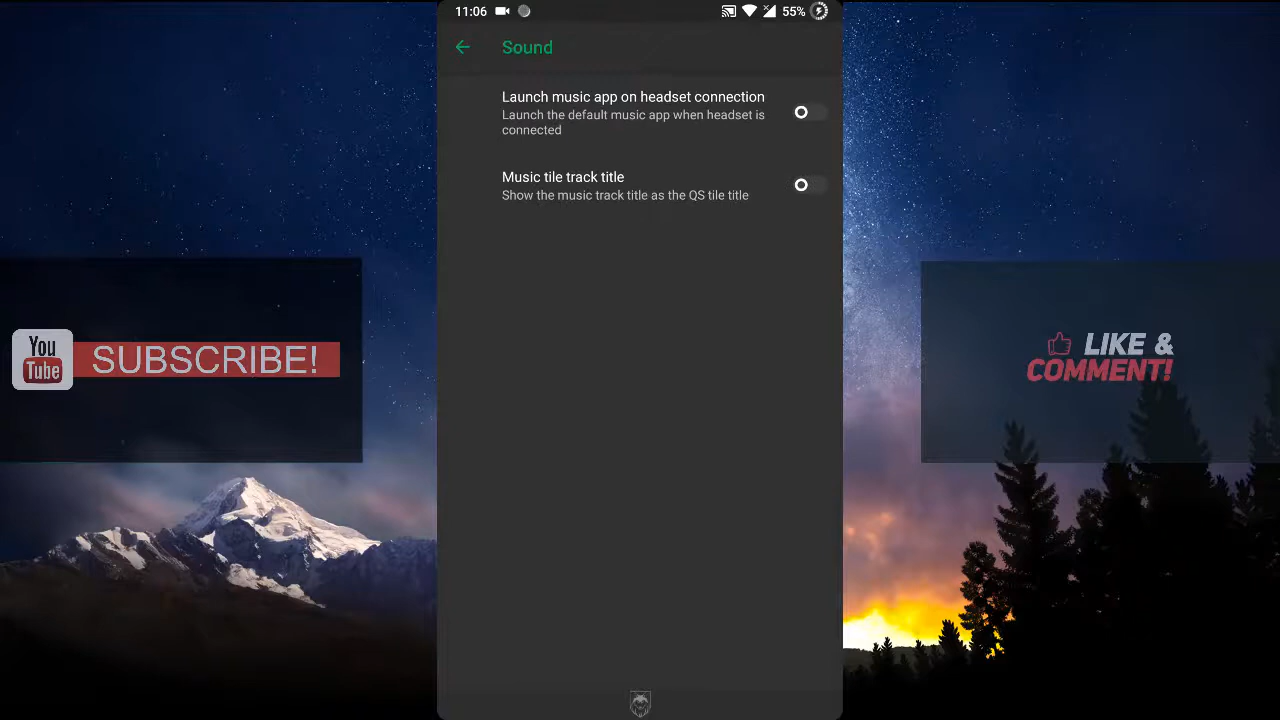 11:06
55%
Sound
Launch music app on headset connection
Launch the default music app when headset is
connected
Music tile track title
Show the music track title as the QS tile title
You
Tube
SUBSCRIBE!
LIKE &
COMMENT!